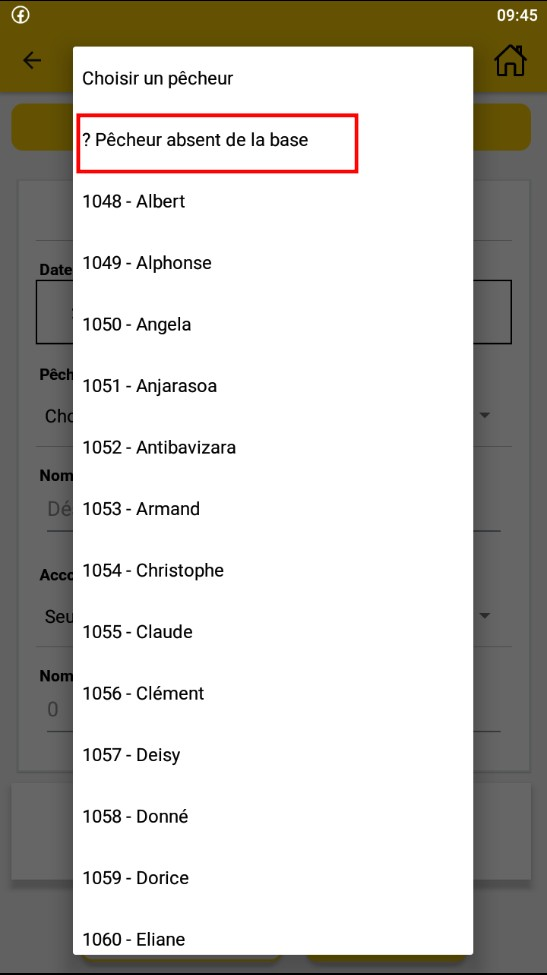 09:45
Choisir un pêcheur
? Pêcheur absent de la base
1048 - Albert
1049 - Alphonse
Date
1050 - Angela
Pêch
1051 - Anjarasoa
Cho
1052 - Antibavizara
Nom
1053 - Armand
Dé
1054 - Christophe
Acco
1055 - Claude
Seu
1056 - Clément
Nom
0
1057 - Deisy
1058 - Donné
1059 - Dorice
1060 - Eliane